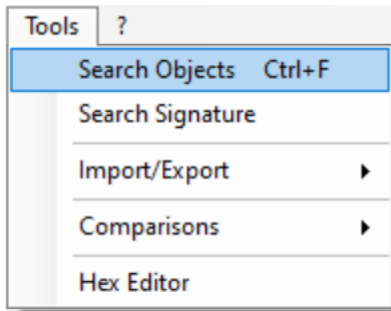 Tools ?
Search Objects Ctrl+F
Search Signature
Import/Export
Comparisons
Hex Editor